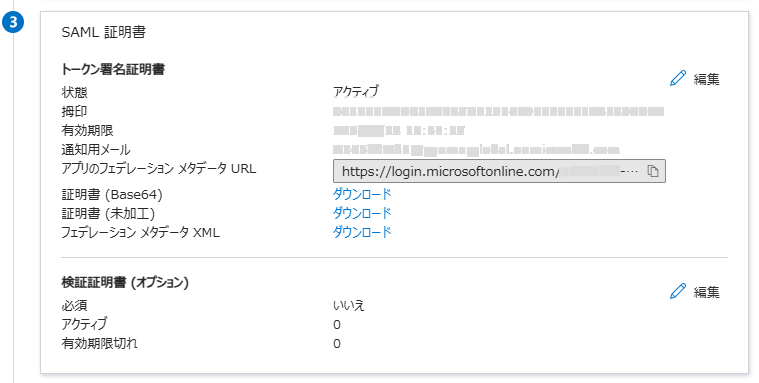 3
SAML 証明書
トークン署名証明書
編集
状態 アクティブ
拇印
有効期限
通知用メール
アプリのフェデレーション メタデータ URL https://login.microsoftonline.com/ -…
証明書 (Base64) ダウンロード
証明書 (未加工) ダウンロード
フェデレーション メタデータ XML ダウンロード
検証証明書 (オプション)
編集
必須 いいえ
アクティブ 0
有効期限切れ 0